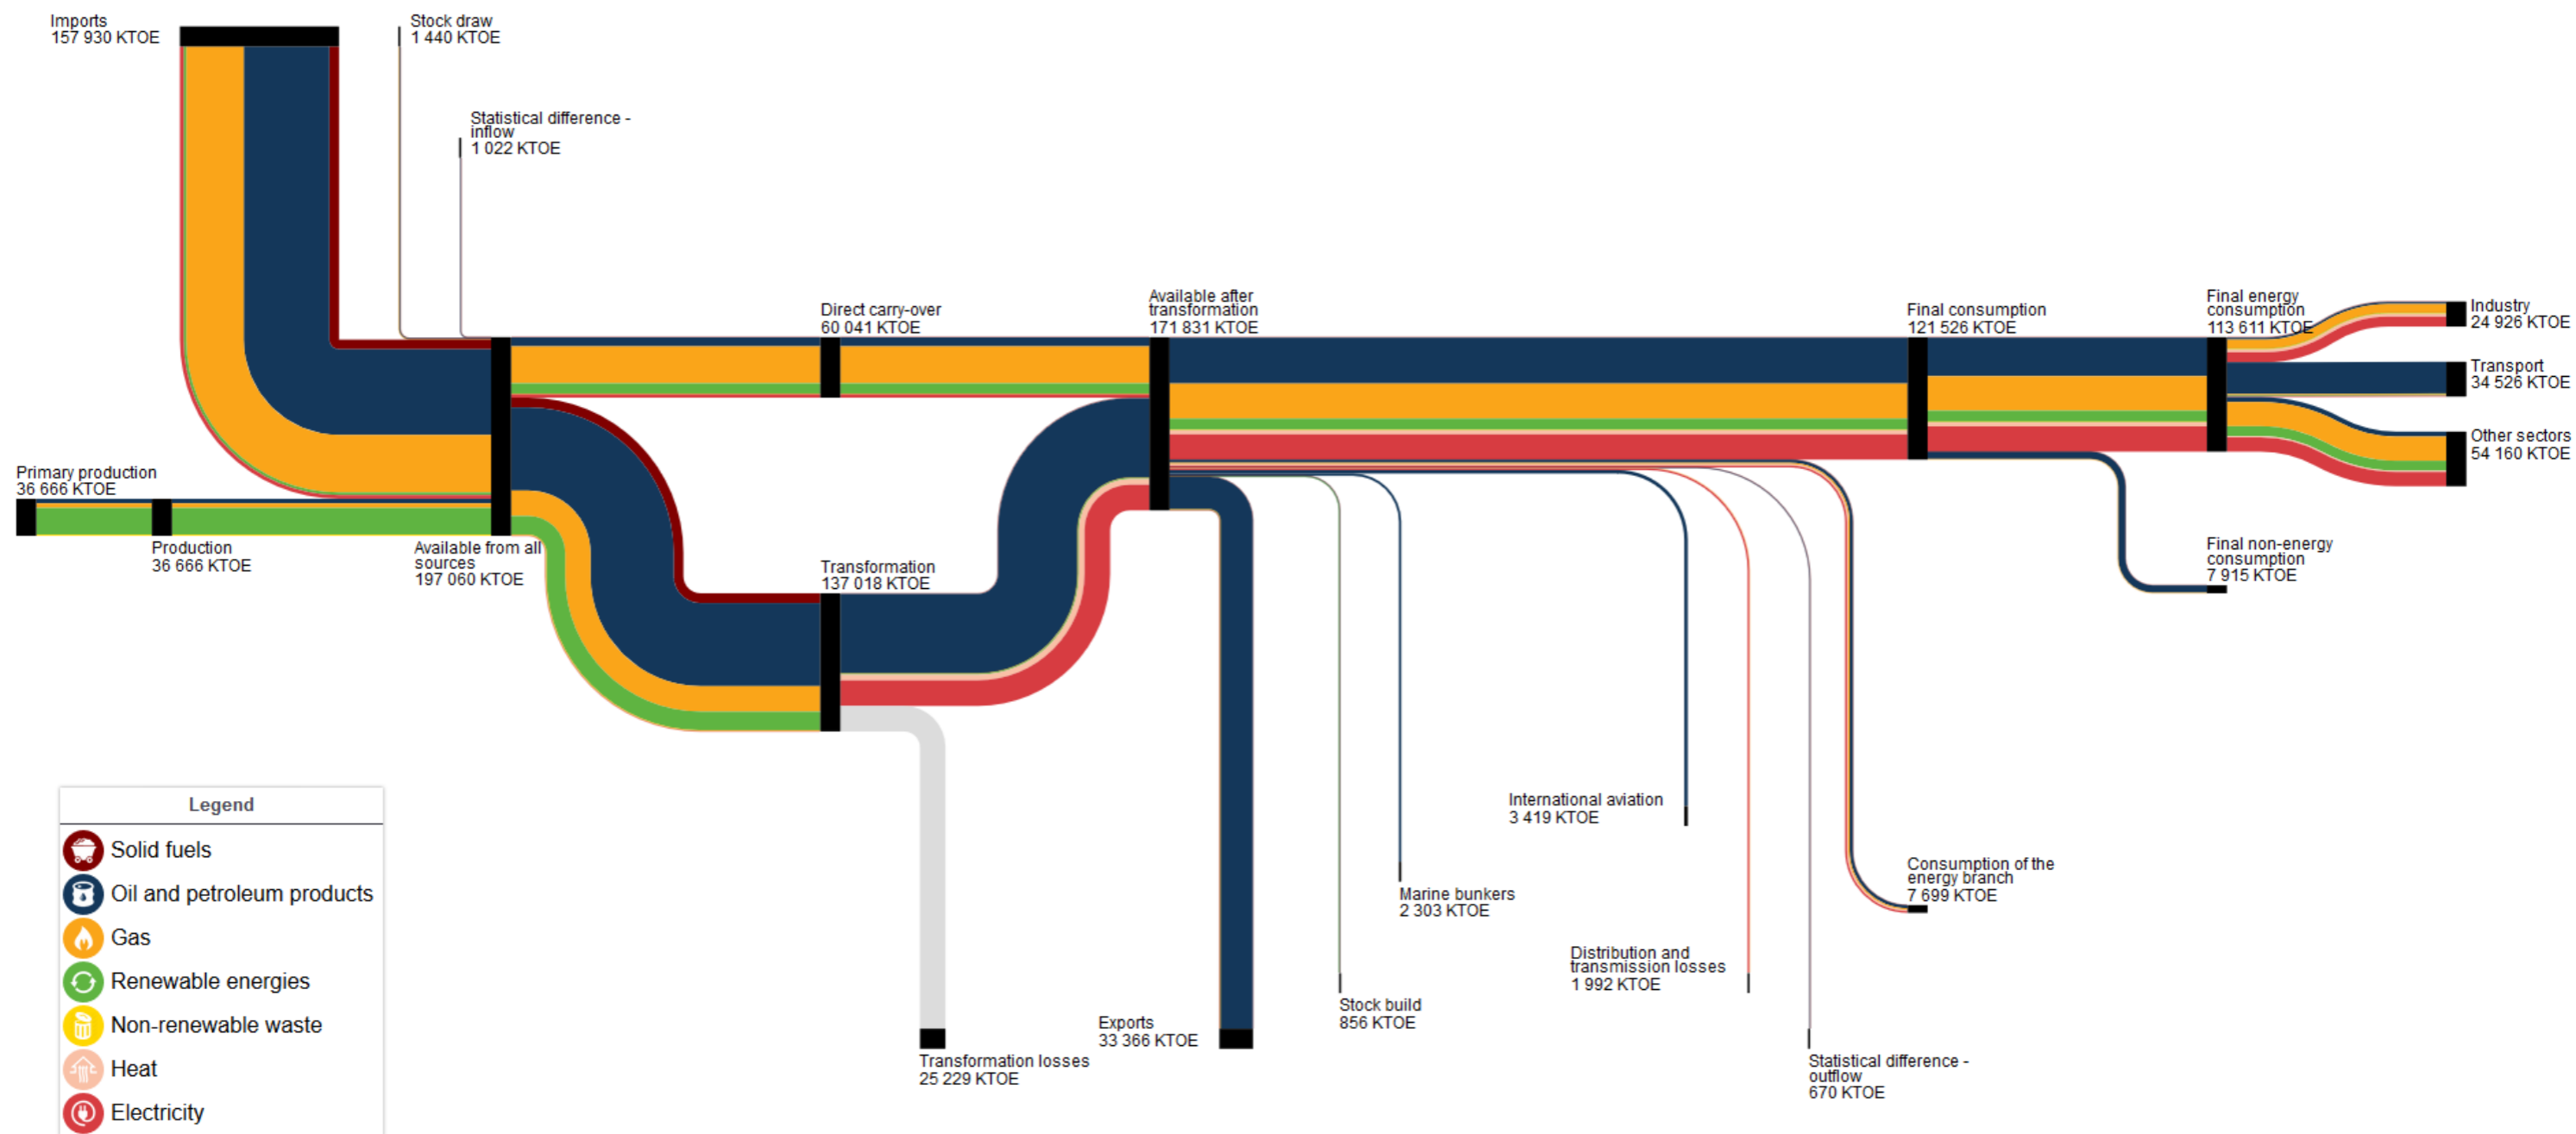 Imports
157 930 KTOE
Stock draw
1 440 KTOE
Statistical difference -
inflow
1 022 KTOE
Primary production
36 666 KTOE
Production
36 666 KTOE
Available from all
sources
197 060 KTOE
Direct carry-over
60 041 KTOE
Transformation
137 018 KTOE
Transformation losses
25 229 KTOE
Available after
transformation
171 831 KTOE
Exports
33 366 KTOE
Stock build
856 KTOE
Marine bunkers
2 303 KTOE
International aviation
3 419 KTOE
Distribution and
transmission losses
1 992 KTOE
Statistical difference -
outflow
670 KTOE
Consumption of the
energy branch
7 699 KTOE
Final consumption
121 526 KTOE
Final energy
consumption
113 611 KTOE
Final non-energy
consumption
7 915 KTOE
Industry
24 926 KTOE
Transport
34 526 KTOE
Other sectors
54 160 KTOE
Legend
Solid fuels
Oil and petroleum products
Gas
Renewable energies
Non-renewable waste
Heat
Electricity